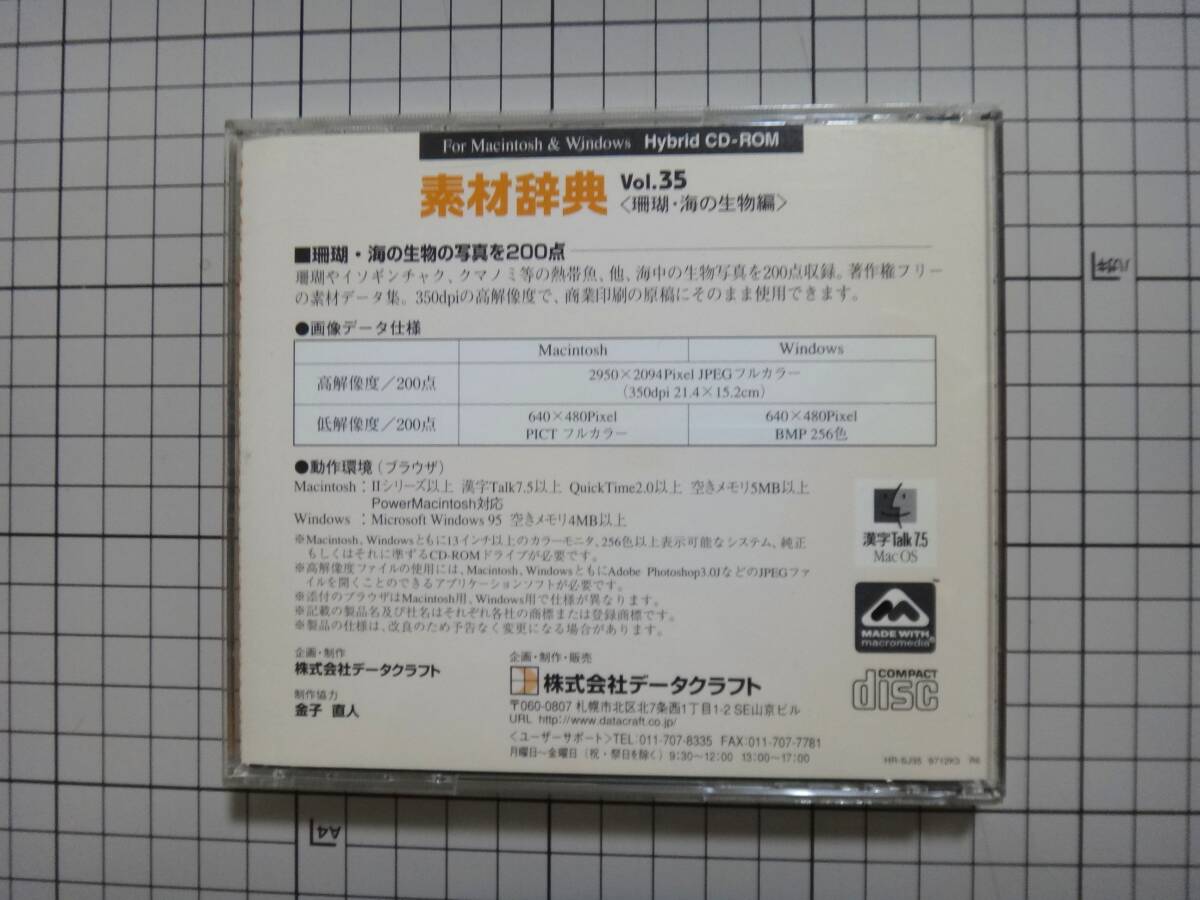 For Macintosh & Windows Hybrid CD-ROM
素材辞典 Vol.35
〈珊瑚・海の生物編〉
■珊瑚・海の生物の写真を200点
珊瑚やイソギンチャク、クマノミ等の熱帯魚、他、海中の生物写真を200点収録。著作権フリー
の素材データ集。350dpiの高解像度で、商業印刷の原稿にそのまま使用できます。
●画像データ仕様
Macintosh Windows
高解像度／200点 2950×2094Pixel JPEGフルカラー
（350dpi 21.4×15.2cm）
低解像度／200点 640×480Pixel 640×480Pixel
PICT フルカラー BMP 256色
●動作環境（ブラウザ）
Macintosh：IIシリーズ以上 漢字Talk7.5以上 QuickTime2.0以上 空きメモリ5MB以上
PowerMacintosh対応
Windows：Microsoft Windows 95 空きメモリ4MB以上
※Macintosh、Windowsともに13インチ以上のカラーモニタ、256色以上表示可能なシステム、純正
もしくはそれに準ずるCD-ROMドライブが必要です。
※高解像度ファイルの使用には、Macintosh、WindowsともにAdobe Photoshop3.0JなどのJPEGファ
イルを開くことのできるアプリケーションソフトが必要です。
※添付のブラウザはMacintosh用、Windows用で仕様が異なります。
※記載の製品名及び社名はそれぞれ各社の商標または登録商標です。
※製品の仕様は、改良のため予告なく変更になる場合があります。
漢字Talk 7.5
Mac OS
MADE WITH
macromedia®
COMPACT
disc
企画・制作
株式会社データクラフト
制作協力
金子 直人
企画・制作・販売
株式会社データクラフト
〒060-0807 札幌市北区北7条西1丁目1-2 SE山京ビル
URL http://www.datacraft.co.jp/
〈ユーザーサポート〉TEL：011-707-8335 FAX：011-707-7781
月曜日〜金曜日（祝・祭日を除く）9:30〜12:00 13:00〜17:00
HR-SJ35 9712K3 R6
A4